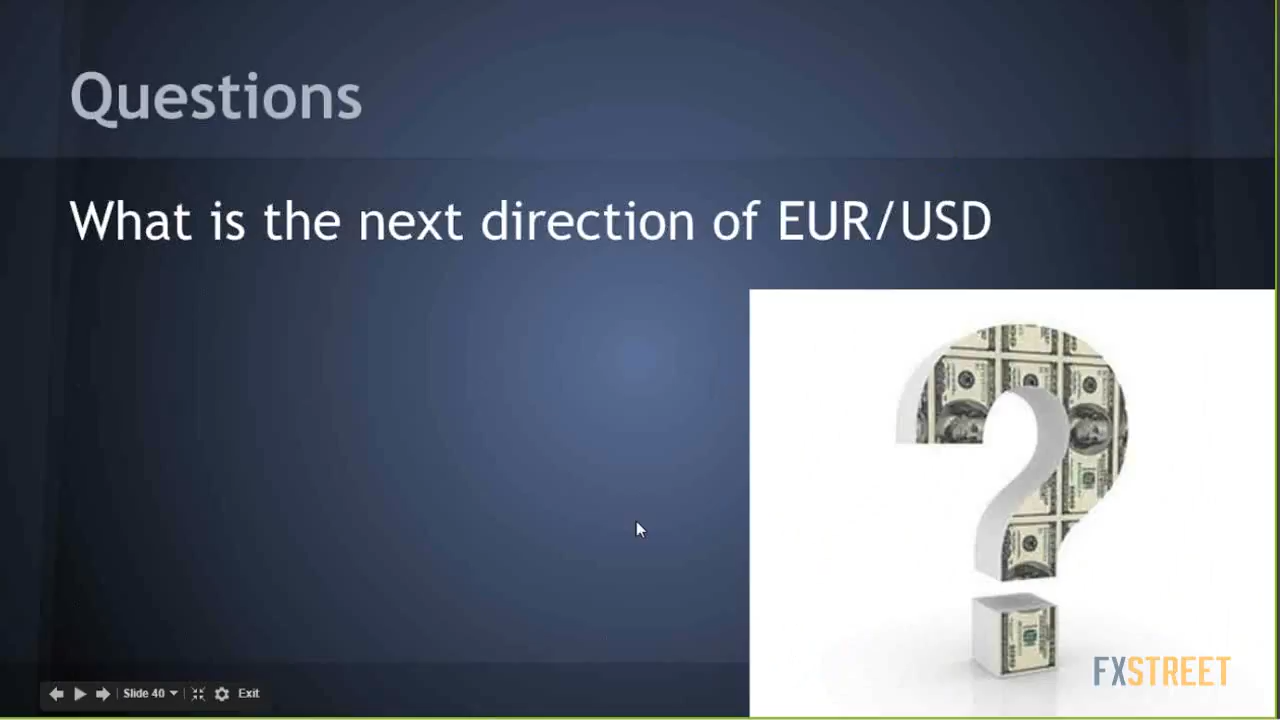 Questions
What is the next direction of EUR/USD
FXSTREET
Slide 40
Exit